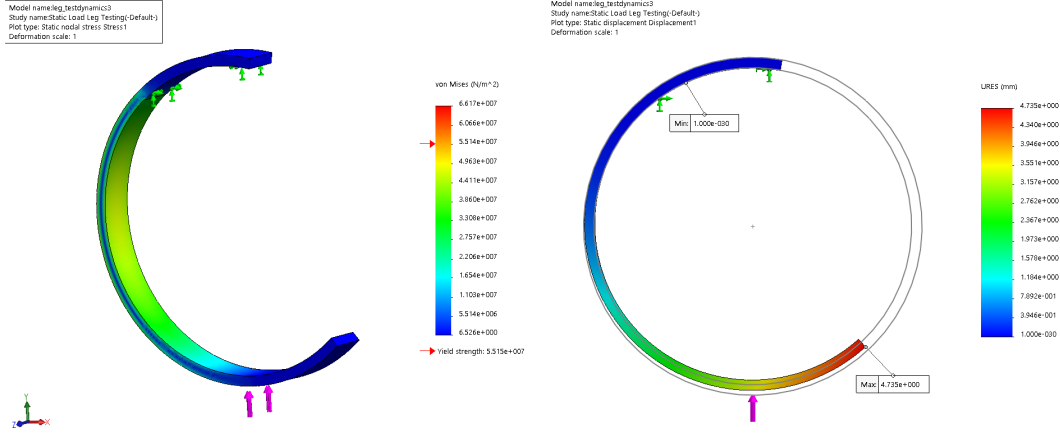 Model name:leg_testdynamics3
Study name:Static Load Leg Testing(-Default-)
Plot type: Static nodal stress Stress1
Deformation scale: 1
von Mises (N/m^2)
6.617e+007
6.066e+007
5.514e+007
4.963e+007
4.411e+007
3.860e+007
3.308e+007
2.757e+007
2.206e+007
1.654e+007
1.103e+007
5.514e+006
6.526e+000
Yield strength: 5.515e+007
Y
Z
X
Model name:leg_testdynamics3
Study name:Static Load Leg Testing(-Default-)
Plot type: Static displacement Displacement1
Deformation scale: 1
Min: 1.000e-030
Max: 4.735e+000
URES (mm)
4.735e+000
4.340e+000
3.946e+000
3.551e+000
3.157e+000
2.762e+000
2.367e+000
1.973e+000
1.578e+000
1.184e+000
7.892e-001
3.946e-001
1.000e-030